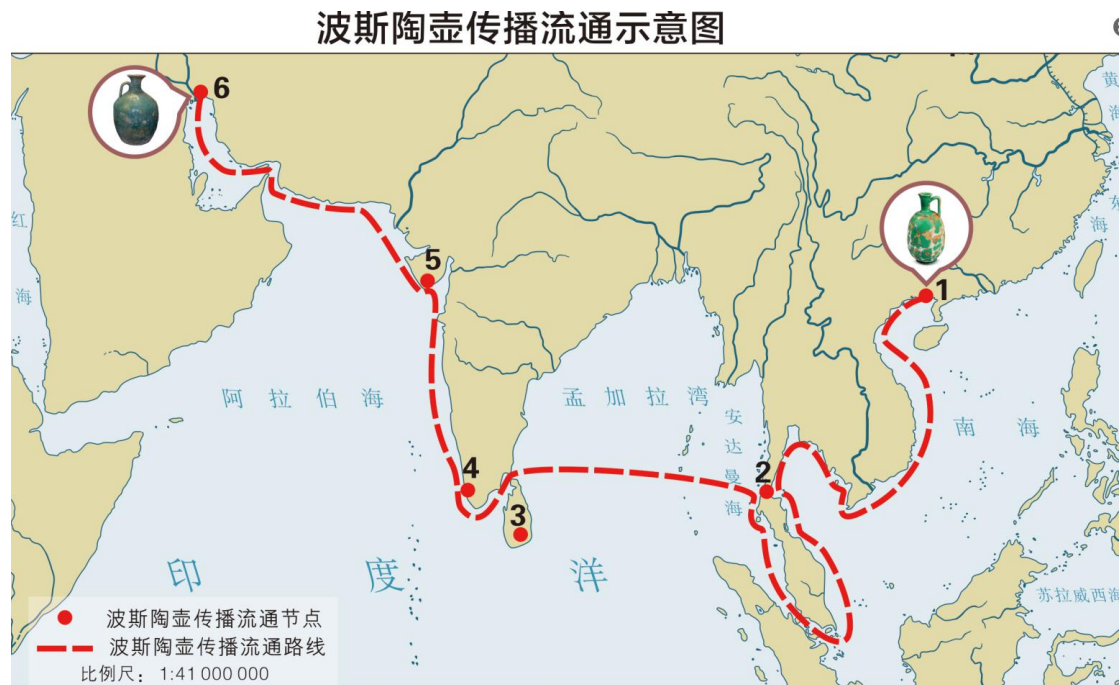 波斯陶壶传播流通示意图
6
黄
海
1
东
海
红
海
5
阿拉伯海
孟加拉湾
安
达
曼
海
南海
4
2
3
印度洋
苏拉威西海
波斯陶壶传播流通节点
波斯陶壶传播流通路线
比例尺：1:41 000 000